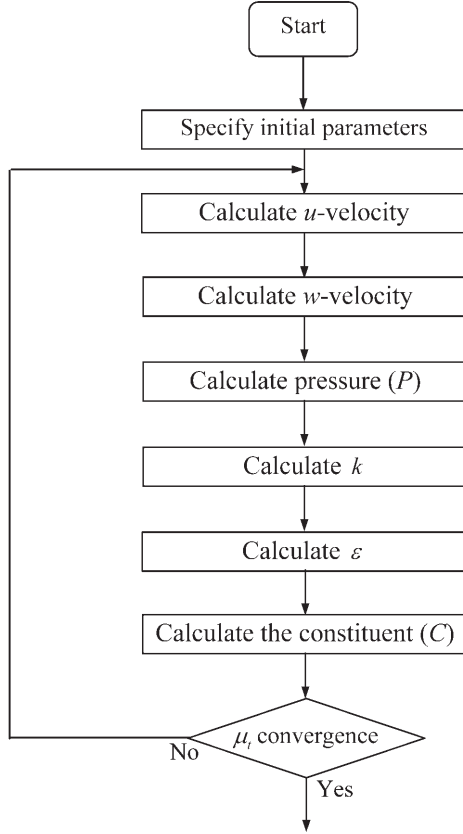 Start
Specify initial parameters
Calculate u-velocity
Calculate w-velocity
Calculate pressure (P)
Calculate k
Calculate ε
Calculate the constituent (C)
μt convergence
No
Yes